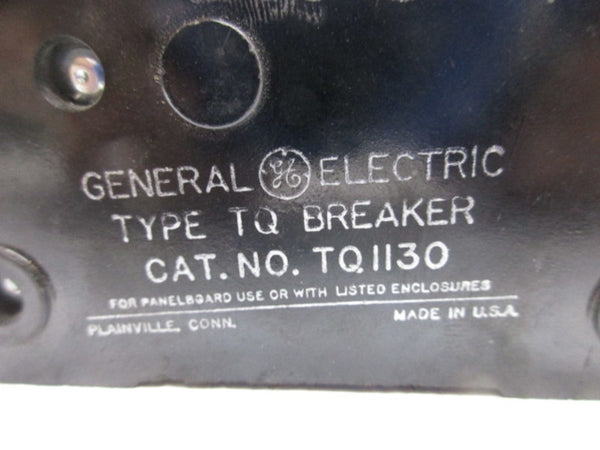 GENERAL GE ELECTRIC
TYPE TQ BREAKER
CAT. NO. TQ1130
FOR PANELBOARD USE OR WITH LISTED ENCLOSURES
PLAINVILLE, CONN. MADE IN U.S.A.